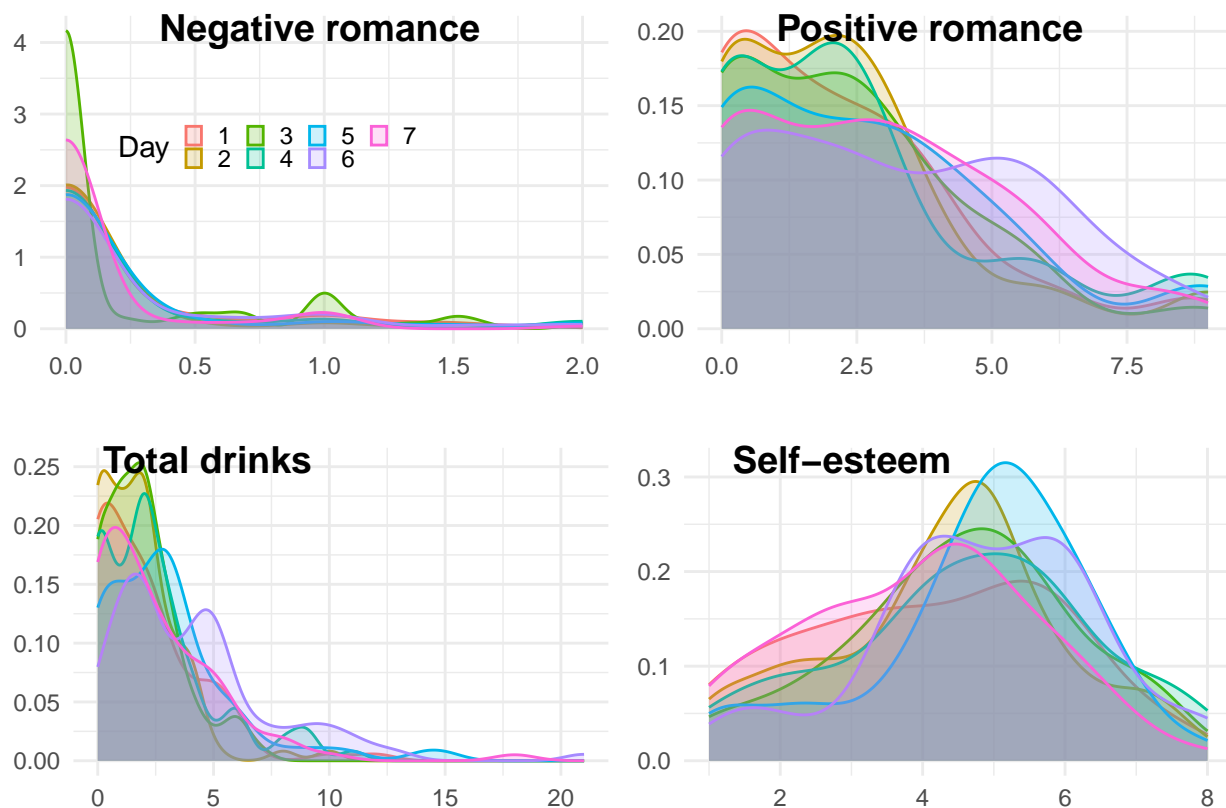 Negative romance
4
3
2
1
0
Day 1 3 5 7
2 4 6
0.0 0.5 1.0 1.5 2.0
Positive romance
0.20
0.15
0.10
0.05
0.00
0.0 2.5 5.0 7.5
Total drinks
0.25
0.20
0.15
0.10
0.05
0.00
0 5 10 15 20
Self−esteem
0.3
0.2
0.1
0.0
2 4 6 8